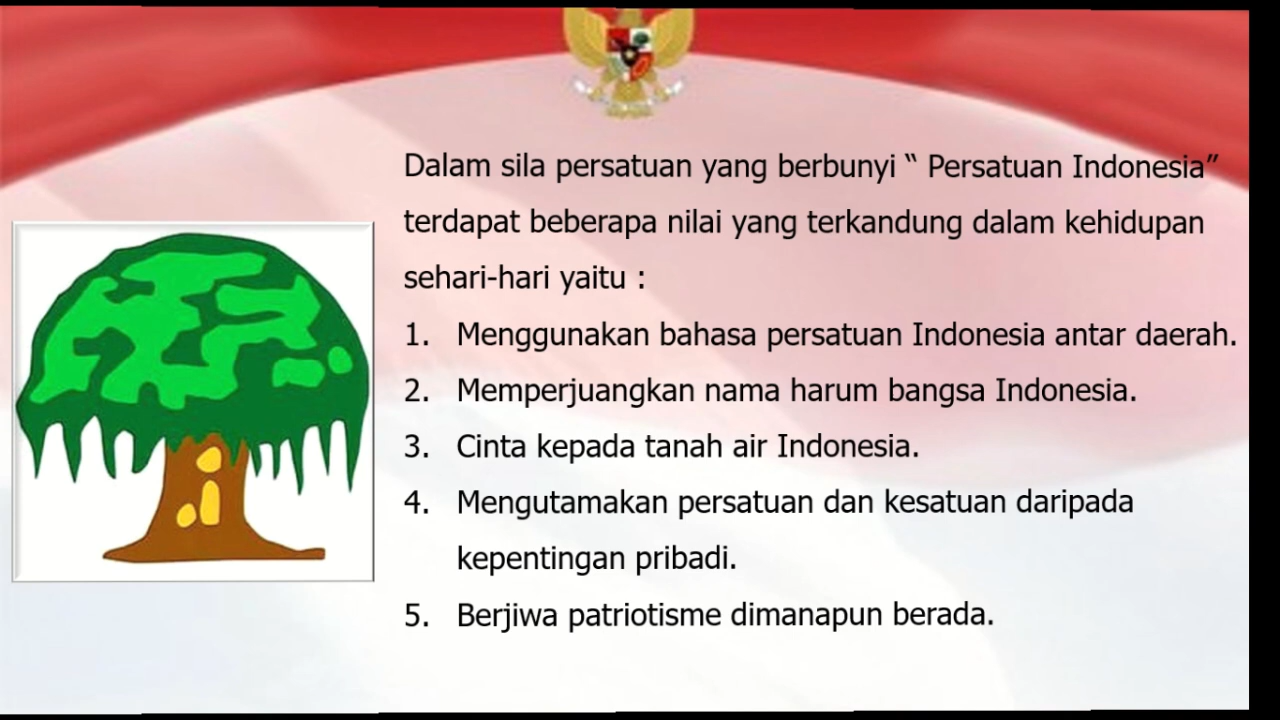 Dalam sila persatuan yang berbunyi “ Persatuan Indonesia”
terdapat beberapa nilai yang terkandung dalam kehidupan
sehari-hari yaitu :
1. Menggunakan bahasa persatuan Indonesia antar daerah.
2. Memperjuangkan nama harum bangsa Indonesia.
3. Cinta kepada tanah air Indonesia.
4. Mengutamakan persatuan dan kesatuan daripada
kepentingan pribadi.
5. Berjiwa patriotisme dimanapun berada.